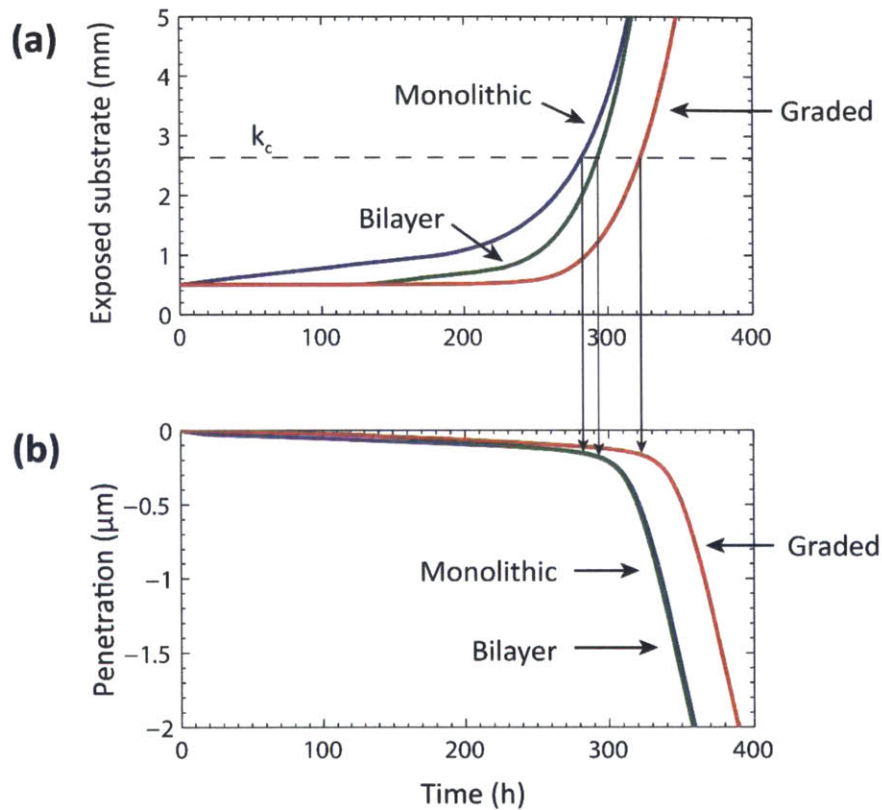 (a)
Exposed substrate (mm)
5
4
3
2
1
0
k_c
Monolithic
Graded
Bilayer
0 100 200 300 400
(b)
Penetration (μm)
0
−0.5
−1
−1.5
−2
Graded
Monolithic
Bilayer
0 100 200 300 400
Time (h)